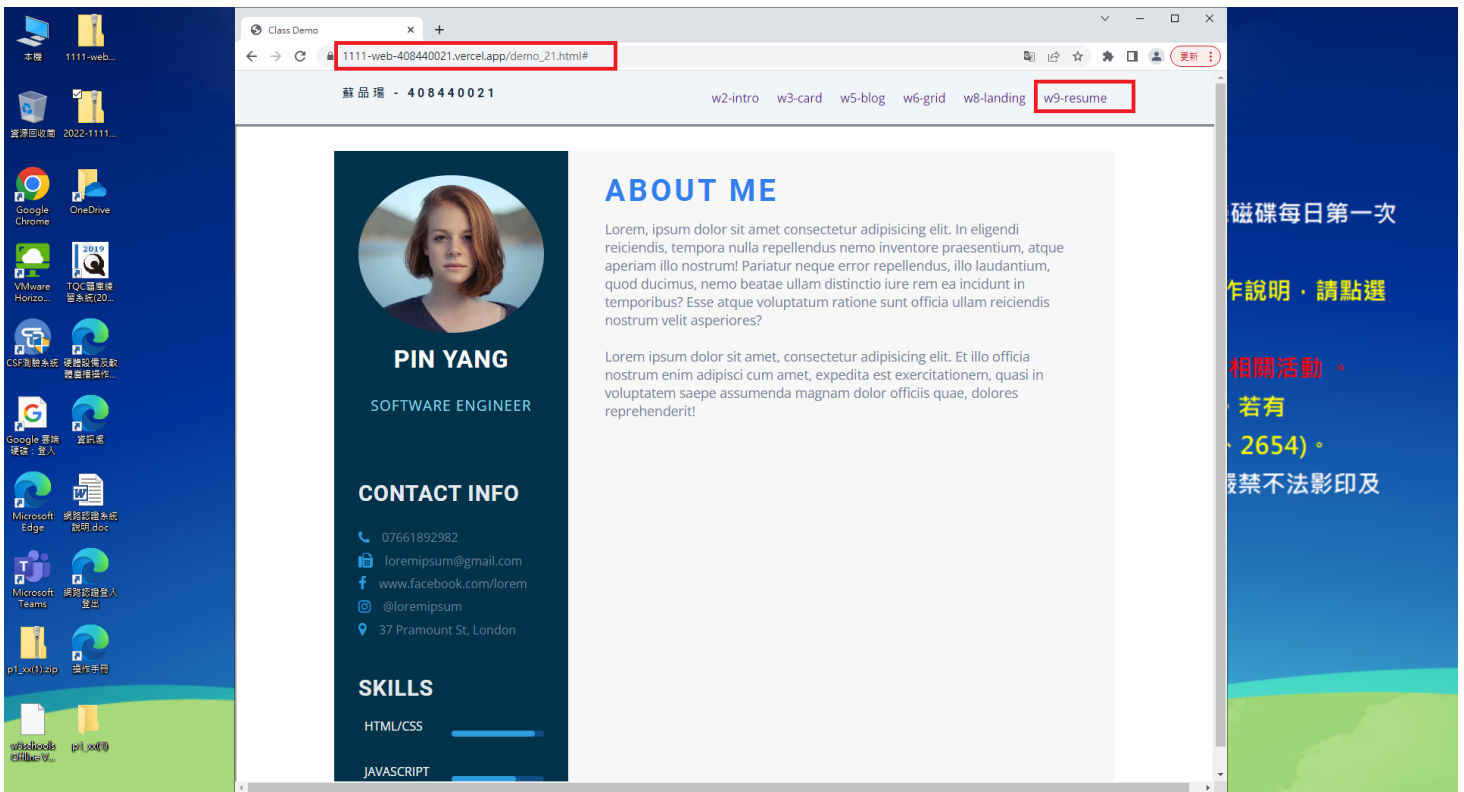 本機
1111-web...
資源回收筒
2022-1111...
Google
Chrome
OneDrive
VMware
Horizo...
2019
TQC題庫練
習系統(20...
CSF測驗系統
硬體設備及軟
體廣播操作...
Google 雲端
硬碟：登入
資訊處
Microsoft
Edge
網路認證系統
說明.doc
Microsoft
Teams
網路認證登入
登出
p1_xx(1).zip
操作手冊
w3schools
Offline V...
p1_xx(1)
Class Demo
1111-web-408440021.vercel.app/demo_21.html#
更新
蘇品瑒 - 408440021
w2-intro w3-card w5-blog w6-grid w8-landing w9-resume
PIN YANG
SOFTWARE ENGINEER
CONTACT INFO
07661892982
loremipsum@gmail.com
www.facebook.com/lorem
@loremipsum
37 Pramount St, London
SKILLS
HTML/CSS
JAVASCRIPT
ABOUT ME
Lorem, ipsum dolor sit amet consectetur adipisicing elit. In eligendi
reiciendis, tempora nulla repellendus nemo inventore praesentium, atque
aperiam illo nostrum! Pariatur neque error repellendus, illo laudantium,
quod ducimus, nemo beatae ullam distinctio iure rem ea incidunt in
temporibus? Esse atque voluptatum ratione sunt officia ullam reiciendis
nostrum velit asperiores?
Lorem ipsum dolor sit amet, consectetur adipisicing elit. Et illo officia
nostrum enim adipisci cum amet, expedita est exercitationem, quasi in
voluptatem saepe assumenda magnam dolor officiis quae, dolores
reprehenderit!
磁碟每日第一次
作說明，請點選
相關活動 。
若有
、2654)。
嚴禁不法影印及